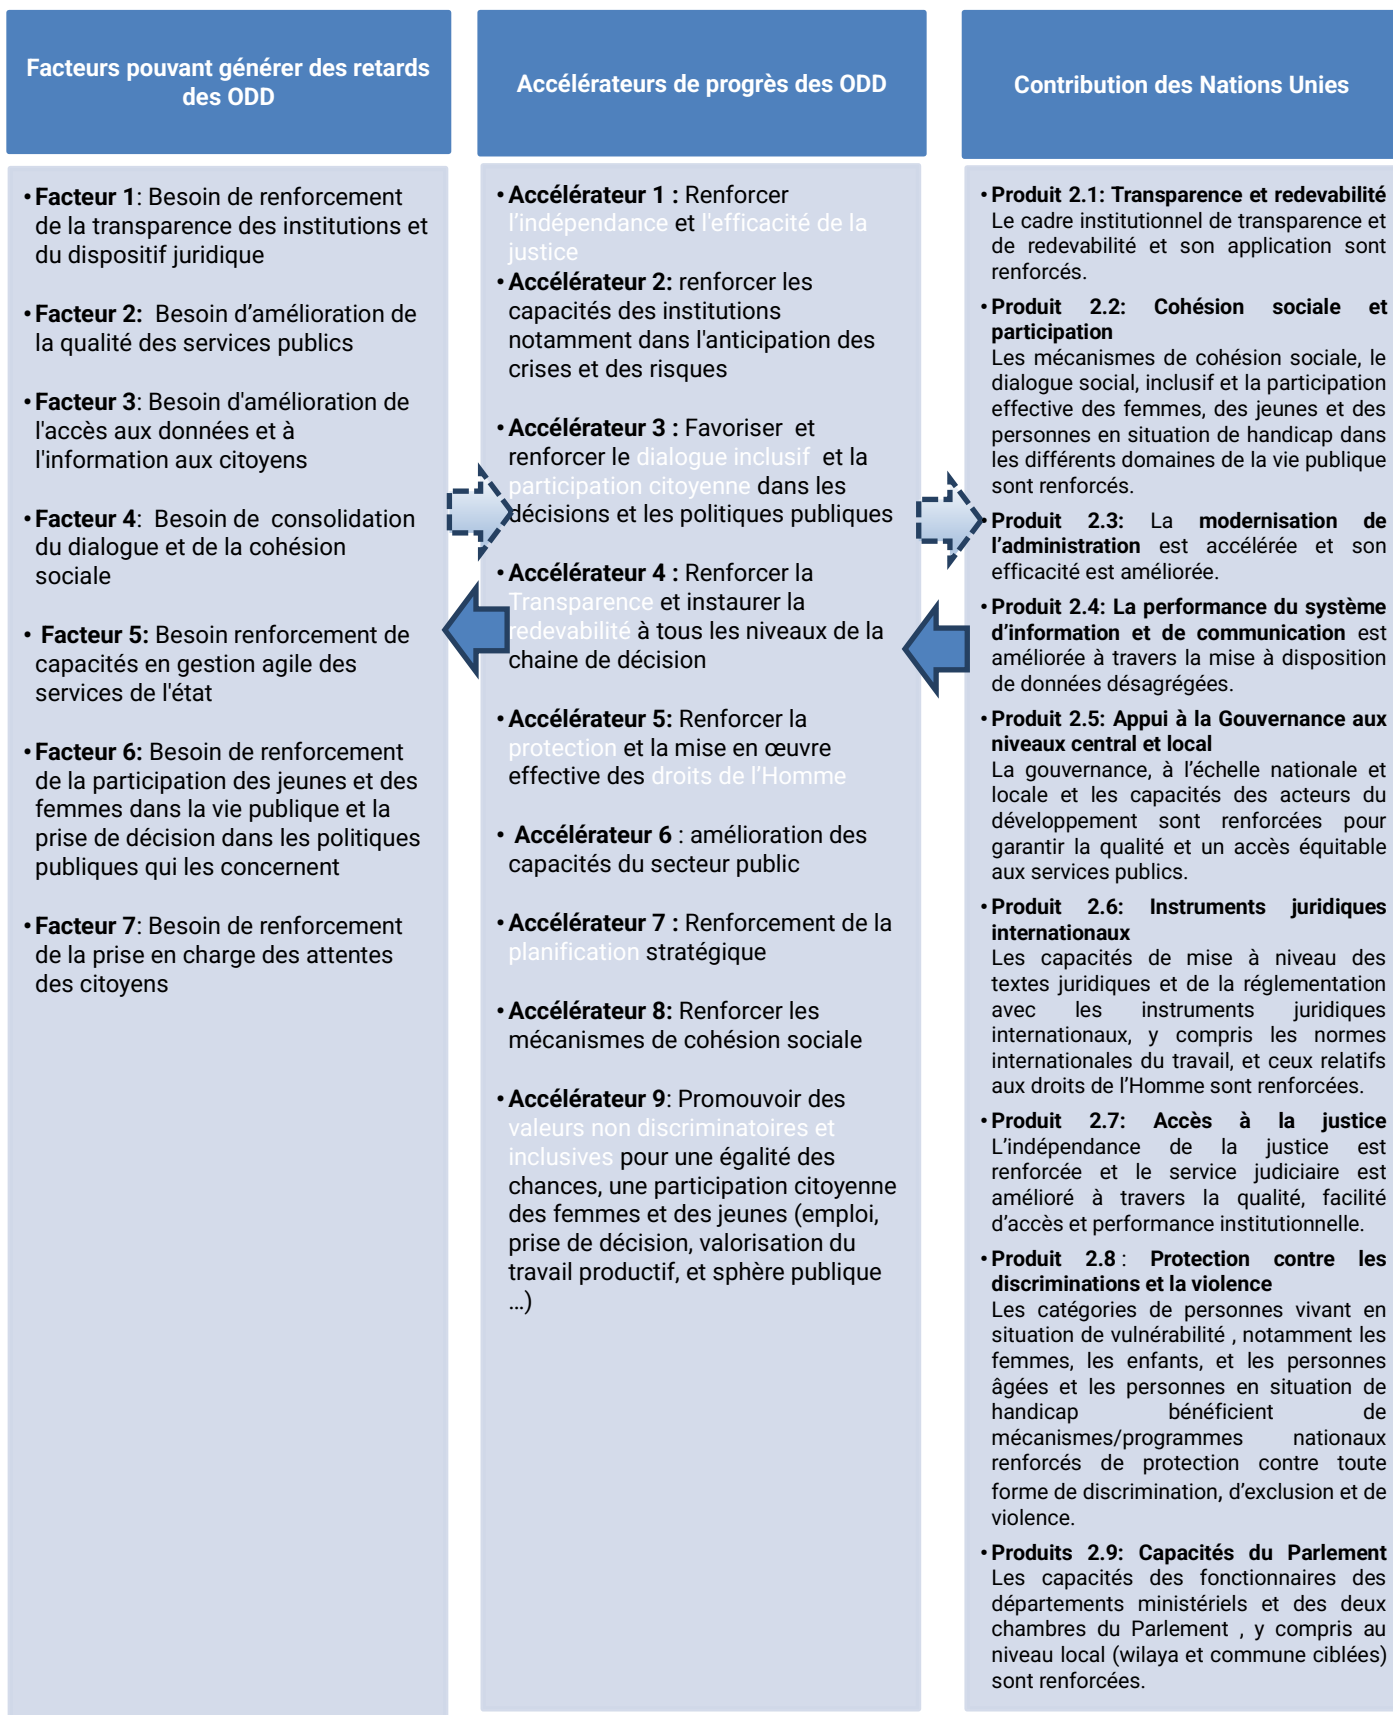 Facteurs pouvant générer des retards
des ODD
• Facteur 1: Besoin de renforcement
de la transparence des institutions et
du dispositif juridique
• Facteur 2: Besoin d’amélioration de
la qualité des services publics
• Facteur 3: Besoin d'amélioration de
l'accès aux données et à
l'information aux citoyens
• Facteur 4: Besoin de consolidation
du dialogue et de la cohésion
sociale
• Facteur 5: Besoin renforcement de
capacités en gestion agile des
services de l'état
• Facteur 6: Besoin de renforcement
de la participation des jeunes et des
femmes dans la vie publique et la
prise de décision dans les politiques
publiques qui les concernent
• Facteur 7: Besoin de renforcement
de la prise en charge des attentes
des citoyens
Accélérateurs de progrès des ODD
• Accélérateur 1 : Renforcer
l’indépendance et l'efficacité de la
justice
• Accélérateur 2: renforcer les
capacités des institutions
notamment dans l'anticipation des
crises et des risques
• Accélérateur 3 : Favoriser et
renforcer le dialogue inclusif et la
participation citoyenne dans les
décisions et les politiques publiques
• Accélérateur 4 : Renforcer la
Transparence et instaurer la
redevabilité à tous les niveaux de la
chaine de décision
• Accélérateur 5: Renforcer la
protection et la mise en œuvre
effective des droits de l’Homme
• Accélérateur 6 : amélioration des
capacités du secteur public
• Accélérateur 7 : Renforcement de la
planification stratégique
• Accélérateur 8: Renforcer les
mécanismes de cohésion sociale
• Accélérateur 9: Promouvoir des
valeurs non discriminatoires et
inclusives pour une égalité des
chances, une participation citoyenne
des femmes et des jeunes (emploi,
prise de décision, valorisation du
travail productif, et sphère publique
...)
Contribution des Nations Unies
• Produit 2.1: Transparence et redevabilité
Le cadre institutionnel de transparence et
de redevabilité et son application sont
renforcés.
• Produit 2.2: Cohésion sociale et
participation
Les mécanismes de cohésion sociale, le
dialogue social, inclusif et la participation
effective des femmes, des jeunes et des
personnes en situation de handicap dans
les différents domaines de la vie publique
sont renforcés.
• Produit 2.3: La modernisation de
l’administration est accélérée et son
efficacité est améliorée.
• Produit 2.4: La performance du système
d’information et de communication est
améliorée à travers la mise à disposition
de données désagrégées.
• Produit 2.5: Appui à la Gouvernance aux
niveaux central et local
La gouvernance, à l’échelle nationale et
locale et les capacités des acteurs du
développement sont renforcées pour
garantir la qualité et un accès équitable
aux services publics.
• Produit 2.6: Instruments juridiques
internationaux
Les capacités de mise à niveau des
textes juridiques et de la réglementation
avec les instruments juridiques
internationaux, y compris les normes
internationales du travail, et ceux relatifs
aux droits de l’Homme sont renforcées.
• Produit 2.7: Accès à la justice
L’indépendance de la justice est
renforcée et le service judiciaire est
amélioré à travers la qualité, facilité
d’accès et performance institutionnelle.
• Produit 2.8 : Protection contre les
discriminations et la violence
Les catégories de personnes vivant en
situation de vulnérabilité , notamment les
femmes, les enfants, et les personnes
âgées et les personnes en situation de
handicap bénéficient de
mécanismes/programmes nationaux
renforcés de protection contre toute
forme de discrimination, d’exclusion et de
violence.
• Produits 2.9: Capacités du Parlement
Les capacités des fonctionnaires des
départements ministériels et des deux
chambres du Parlement , y compris au
niveau local (wilaya et commune ciblées)
sont renforcées.